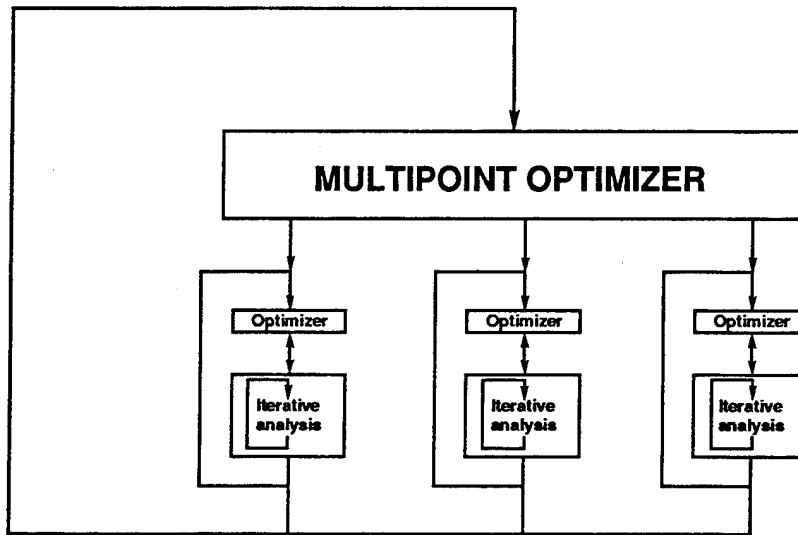 MULTIPOINT OPTIMIZER
Optimizer
Optimizer
Optimizer
Iterative
analysis
Iterative
analysis
Iterative
analysis